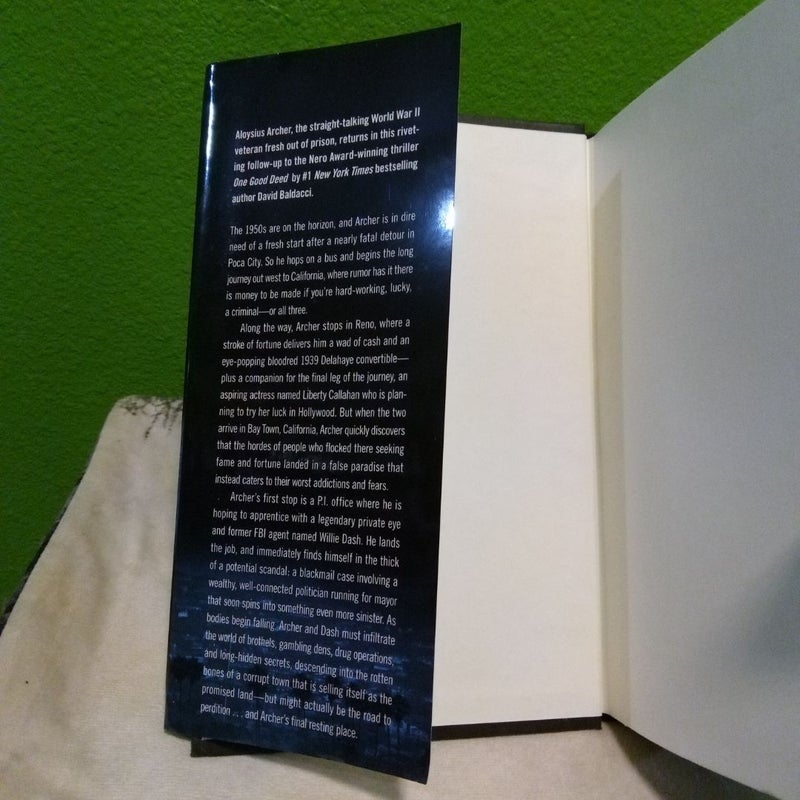 Aloysius Archer, the straight-talking World War II
veteran fresh out of prison, returns in this rivet-
ing follow-up to the Nero Award-winning thriller
One Good Deed by #1 New York Times bestselling
author David Baldacci.
The 1950s are on the horizon, and Archer is in dire
need of a fresh start after a nearly fatal detour in
Poca City. So he hops on a bus and begins the long
journey out west to California, where rumor has it there
is money to be made if you're hard-working, lucky,
a criminal—or all three.
Along the way, Archer stops in Reno, where a
stroke of fortune delivers him a wad of cash and an
eye-popping bloodred 1939 Delahaye convertible—
plus a companion for the final leg of the journey, an
aspiring actress named Liberty Callahan who is plan-
ning to try her luck in Hollywood. But when the two
arrive in Bay Town, California, Archer quickly discovers
that the hordes of people who flocked there seeking
fame and fortune landed in a false paradise that
instead caters to their worst addictions and fears.
Archer's first stop is a P.I. office where he is
hoping to apprentice with a legendary private eye
and former FBI agent named Willie Dash. He lands
the job, and immediately finds himself in the thick
of a potential scandal: a blackmail case involving a
wealthy, well-connected politician running for mayor
that soon spins into something even more sinister. As
bodies begin falling, Archer and Dash must infiltrate
the world of brothels, gambling dens, drug operations,
and long-hidden secrets, descending into the rotten
bones of a corrupt town that is selling itself as the
promised land—but might actually be the road to
perdition . . . and Archer's final resting place.